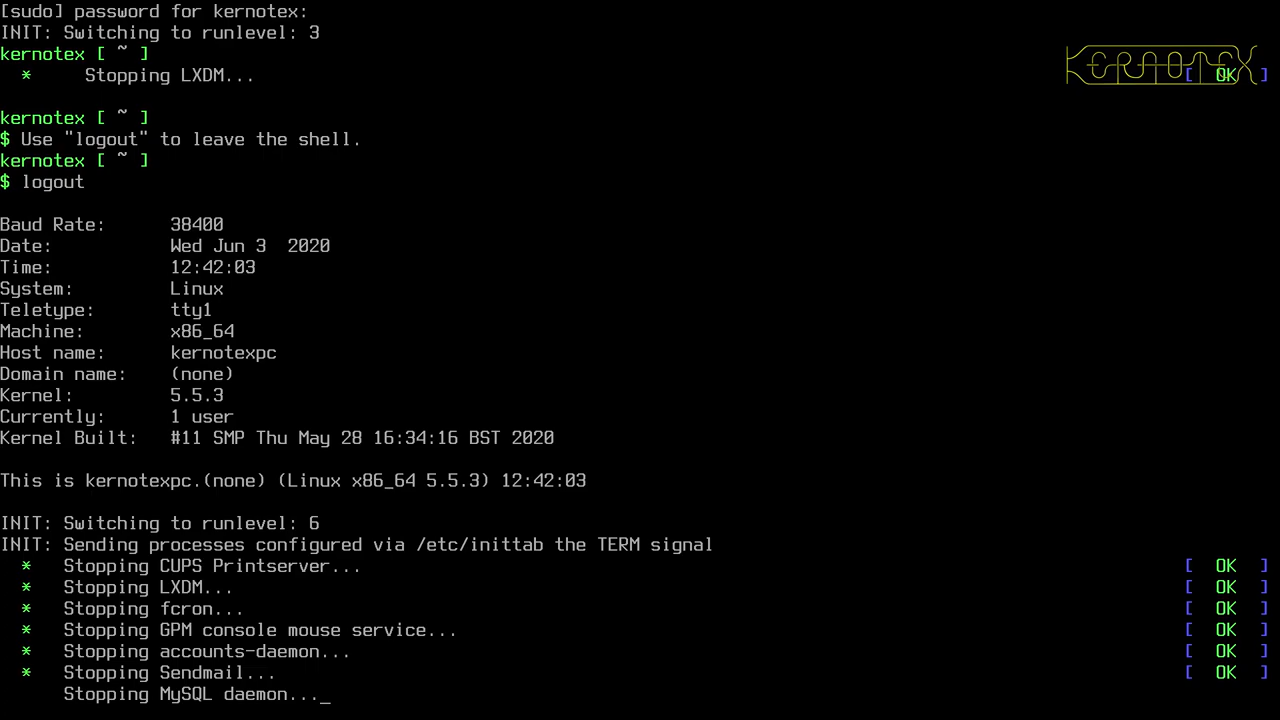 [sudo] password for kernotex:
INIT: Switching to runlevel: 3
kernotex [ ~ ]
* Stopping LXDM... [ OK ]
KERNOTEX
kernotex [ ~ ]
$ Use "logout" to leave the shell.
kernotex [ ~ ]
$ logout
Baud Rate: 38400
Date: Wed Jun 3 2020
Time: 12:42:03
System: Linux
Teletype: tty1
Machine: x86_64
Host name: kernotexpc
Domain name: (none)
Kernel: 5.5.3
Currently: 1 user
Kernel Built: #11 SMP Thu May 28 16:34:16 BST 2020
This is kernotexpc.(none) (Linux x86_64 5.5.3) 12:42:03
INIT: Switching to runlevel: 6
INIT: Sending processes configured via /etc/inittab the TERM signal
* Stopping CUPS Printserver... [ OK ]
* Stopping LXDM... [ OK ]
* Stopping fcron... [ OK ]
* Stopping GPM console mouse service... [ OK ]
* Stopping accounts-daemon... [ OK ]
* Stopping Sendmail... [ OK ]
Stopping MySQL daemon..._